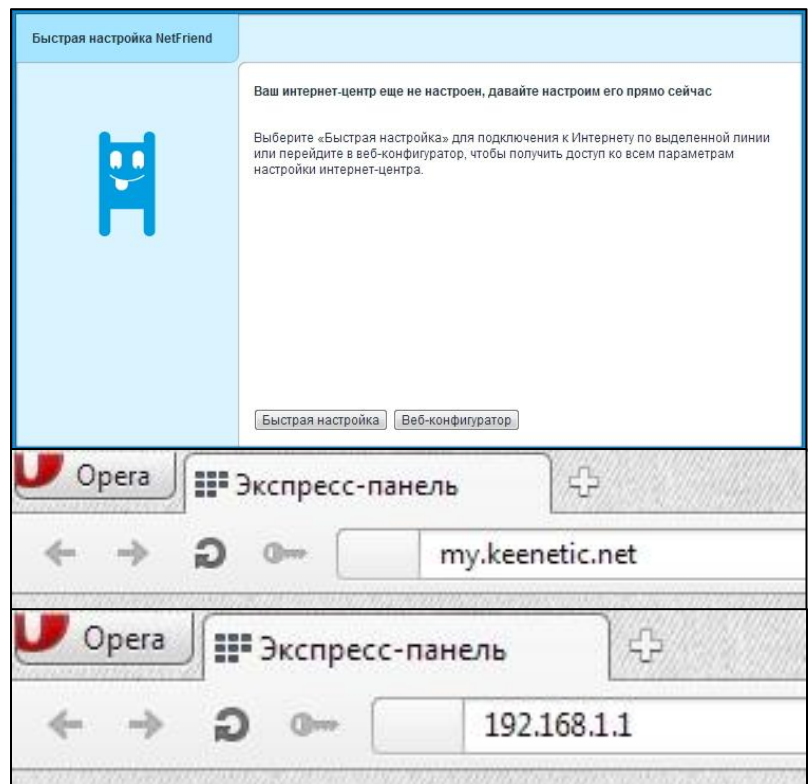 Быстрая настройка NetFriend
Ваш интернет-центр еще не настроен, давайте настроим его прямо сейчас
Выберите «Быстрая настройка» для подключения к Интернету по выделенной линии
или перейдите в веб-конфигуратор, чтобы получить доступ ко всем параметрам
настройки интернет-центра.
Быстрая настройка Веб-конфигуратор
Opera Экспресс-панель
my.keenetic.net
Opera Экспресс-панель
192.168.1.1